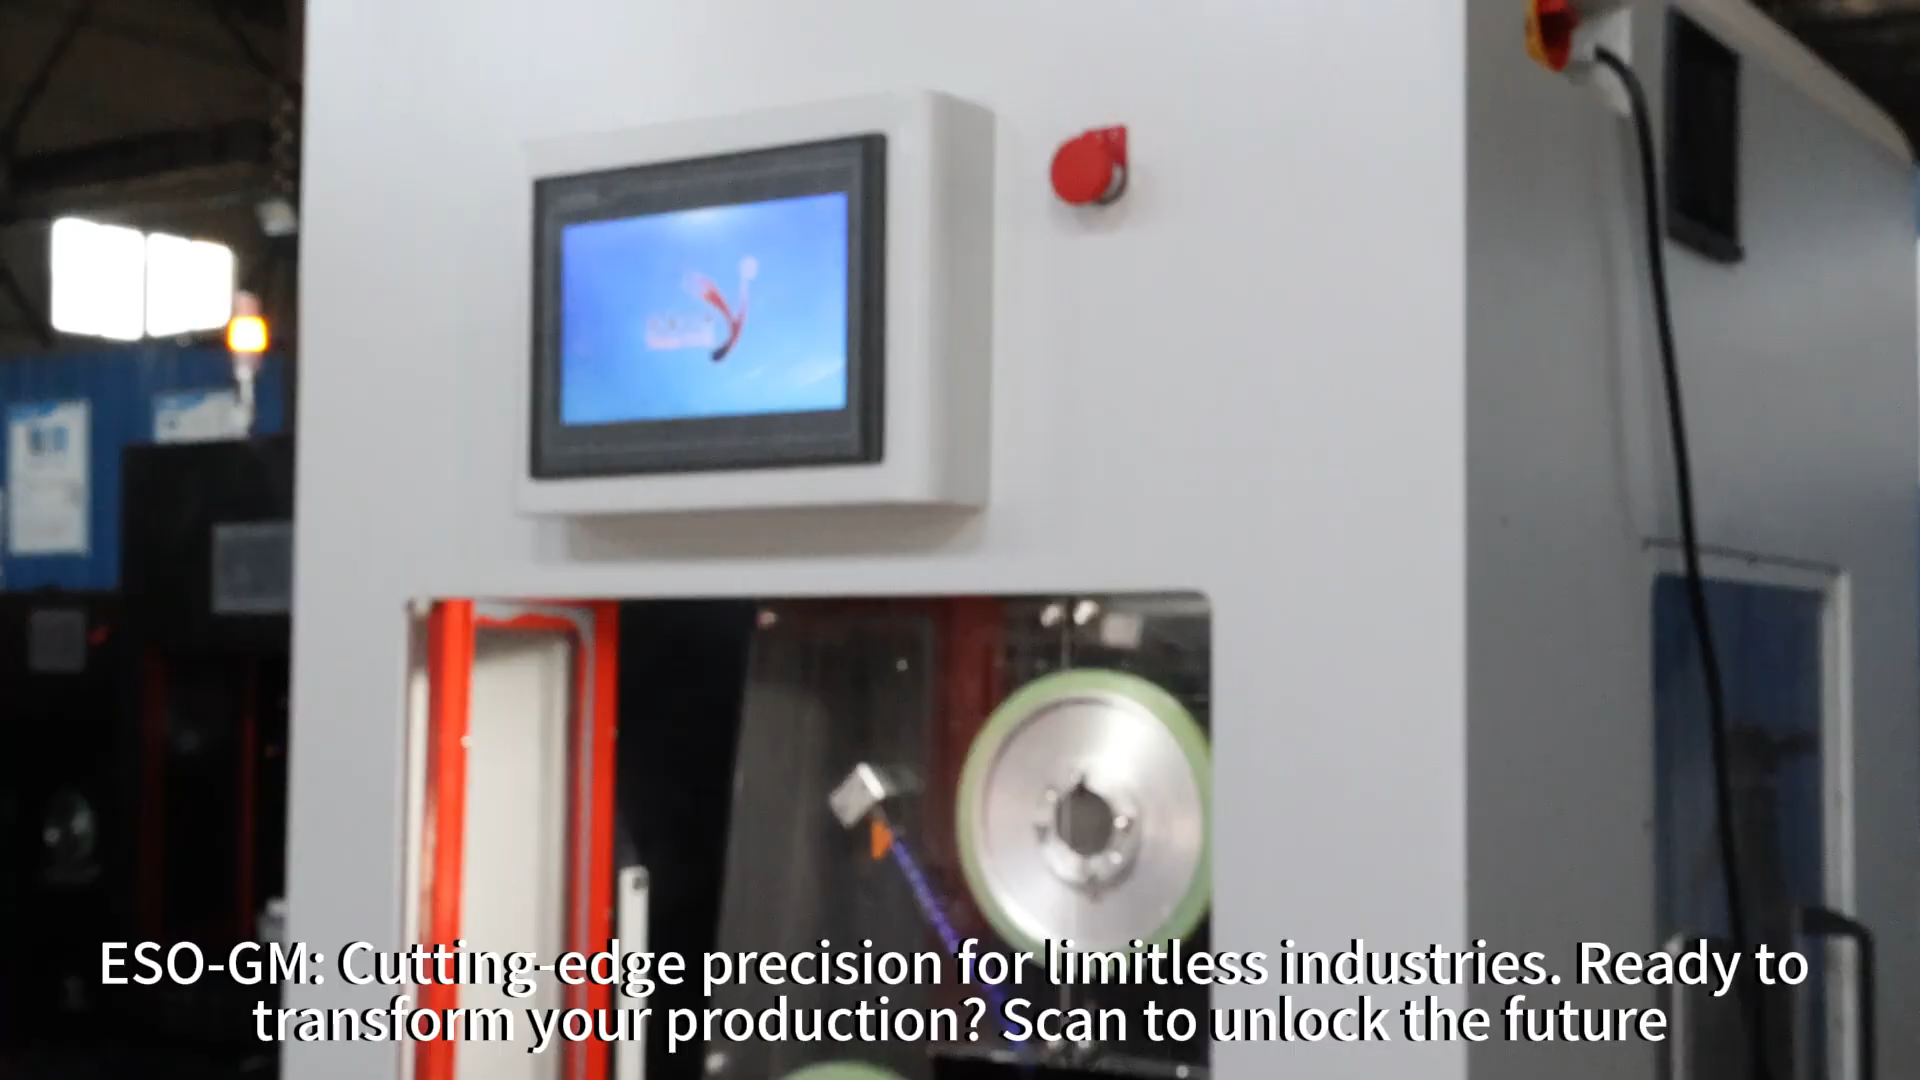 ESO-GM: Cutting-edge precision for limitless industries. Ready to
transform your production? Scan to unlock the future